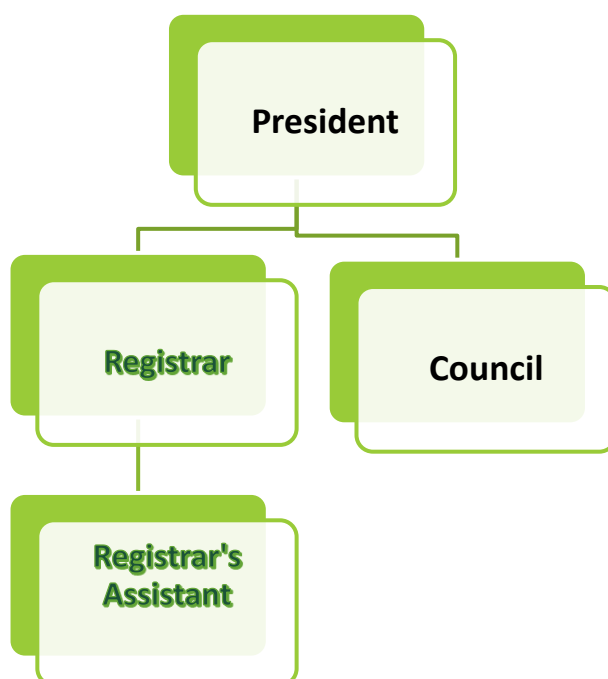 President
Registrar
Council
Registrar's
Assistant